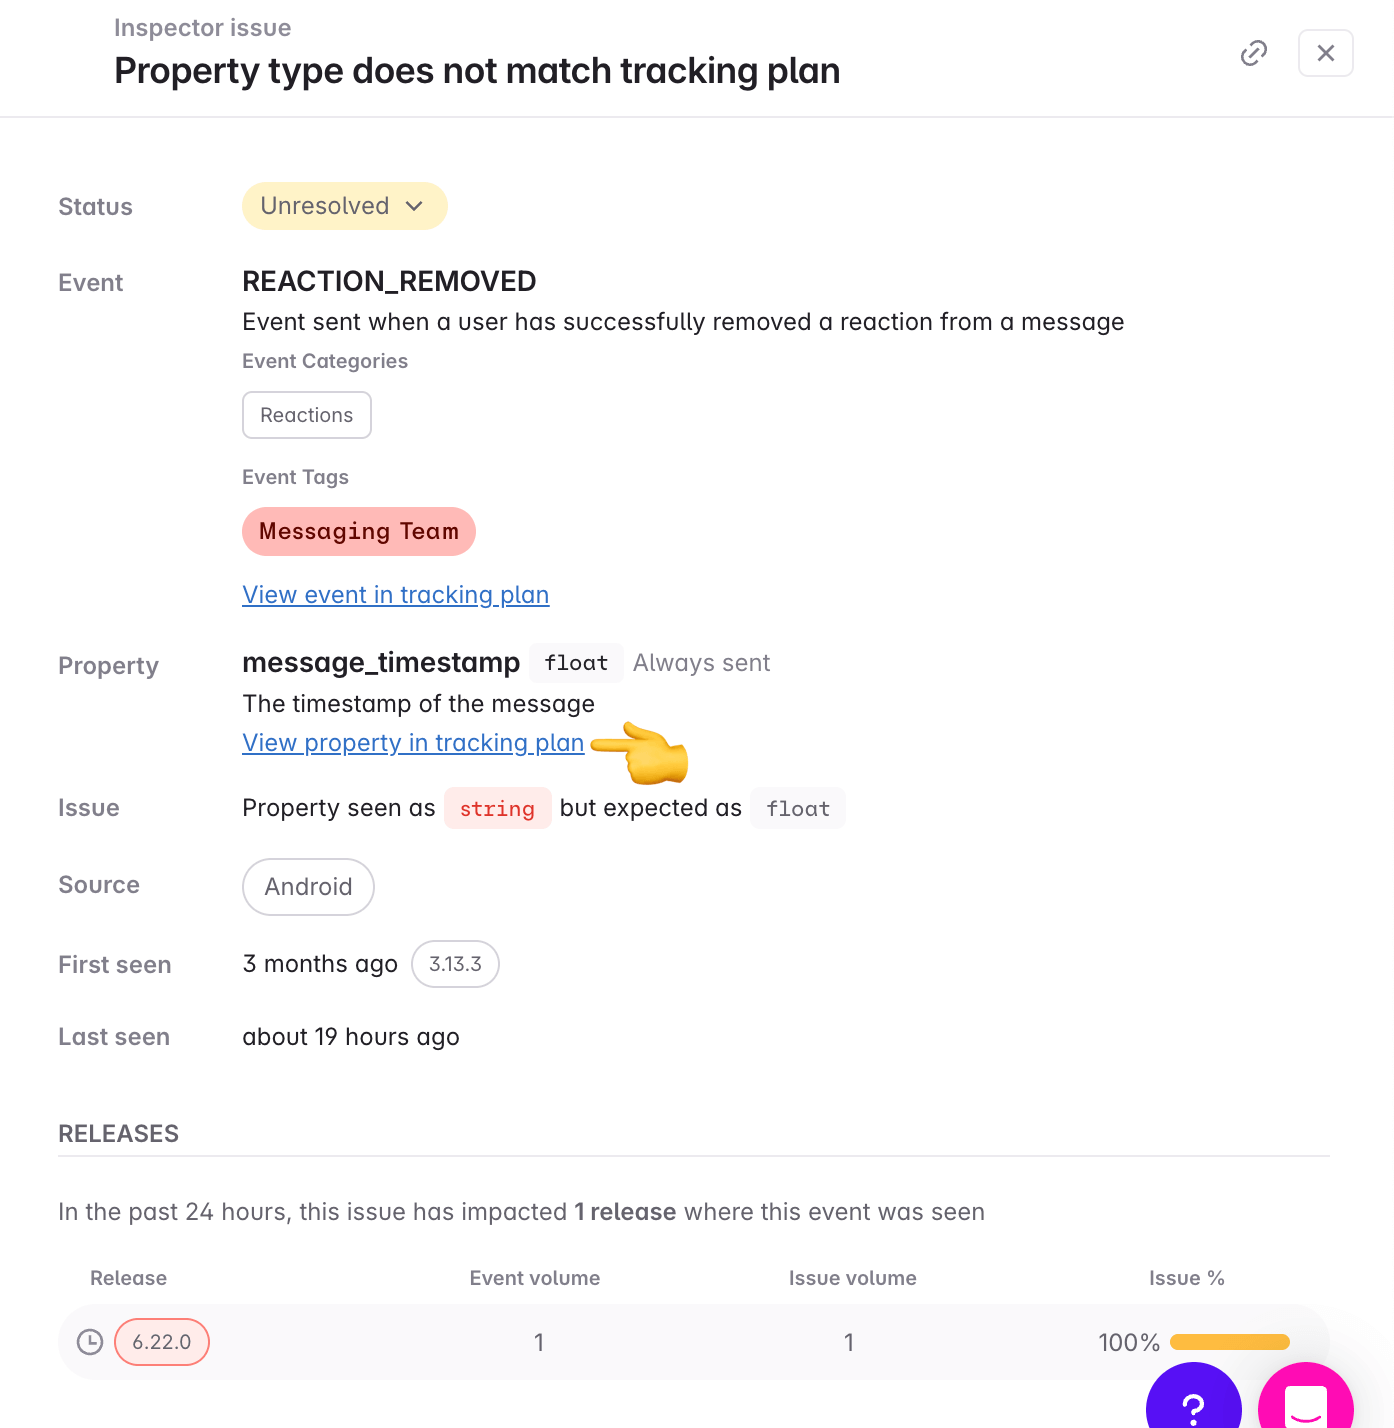 Inspector issue
Property type does not match tracking plan
Status
Unresolved
Event
REACTION_REMOVED
Event sent when a user has successfully removed a reaction from a message
Event Categories
Reactions
Event Tags
Messaging Team
View event in tracking plan
Property
message_timestamp float Always sent
The timestamp of the message
View property in tracking plan
Issue
Property seen as string but expected as float
Source
Android
First seen
3 months ago 3.13.3
Last seen
about 19 hours ago
RELEASES
In the past 24 hours, this issue has impacted 1 release where this event was seen
Release Event volume Issue volume Issue %
6.22.0 1 1 100%
?